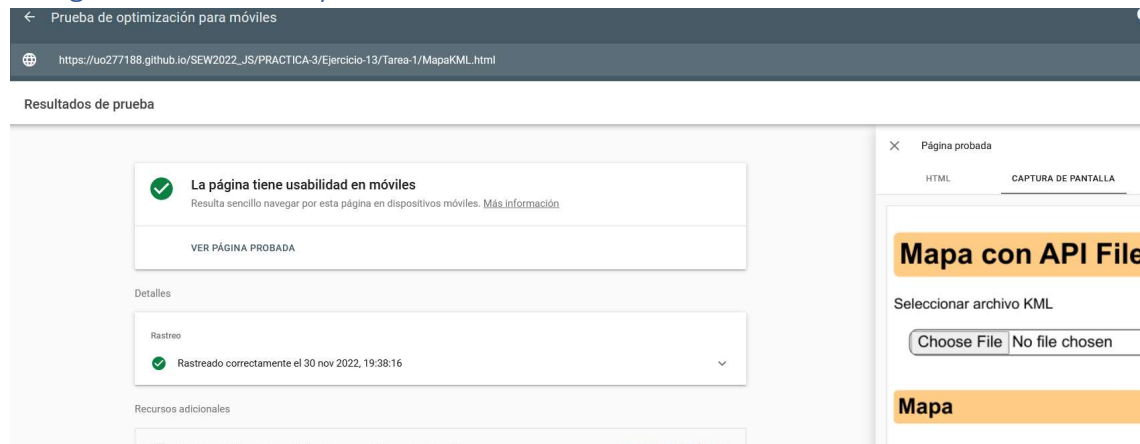 Prueba de optimización para móviles
https://uo277188.github.io/SEW2022_JS/PRACTICA-3/Ejercicio-13/Tarea-1/MapaKML.html
Resultados de prueba
La página tiene usabilidad en móviles
Resulta sencillo navegar por esta página en dispositivos móviles. Más información
VER PÁGINA PROBADA
Detalles
Rastreo
Rastreado correctamente el 30 nov 2022, 19:38:16
Recursos adicionales
Página probada
HTML CAPTURA DE PANTALLA
Mapa con API File
Seleccionar archivo KML
Choose File No file chosen
Mapa